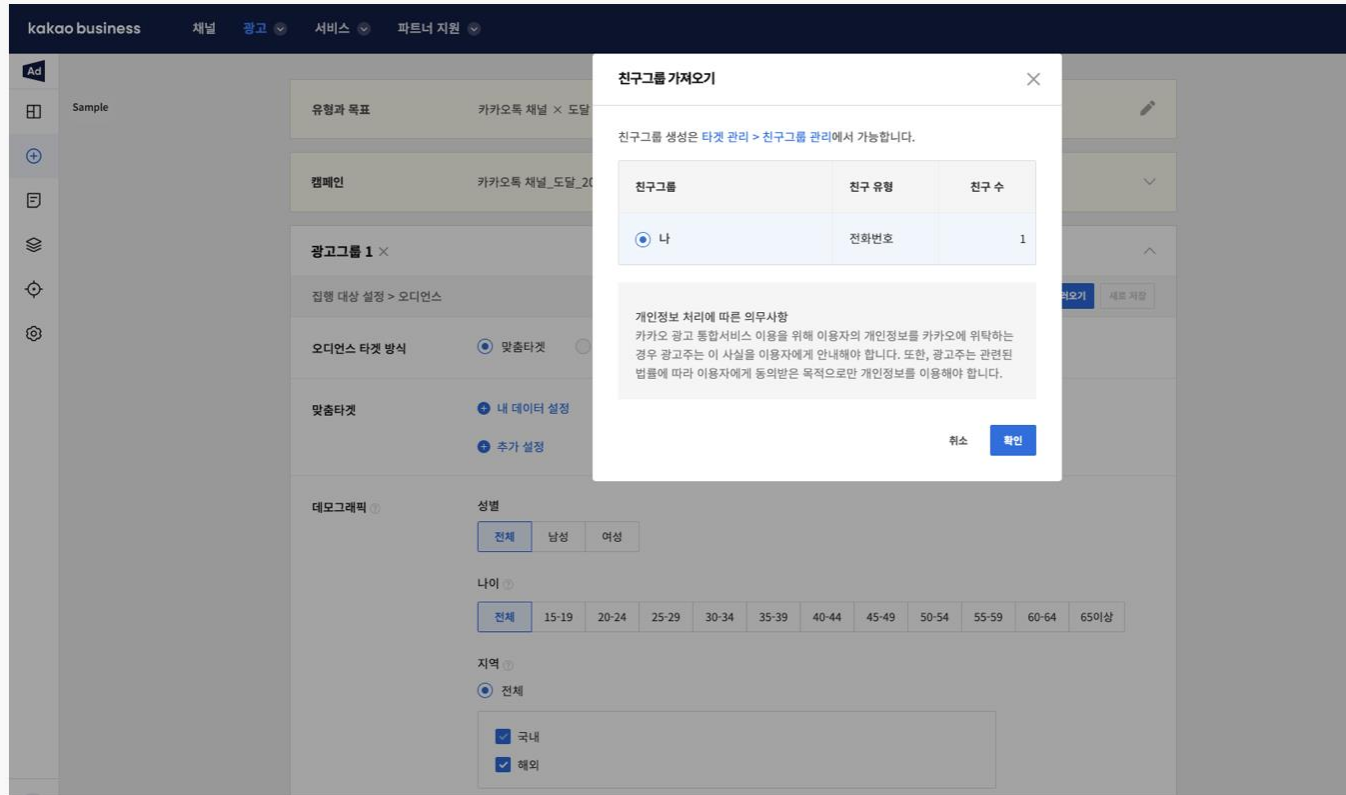 kakao business 채널 광고 서비스 파트너 지원
Ad
Sample
유형과 목표 카카오톡 채널 × 도달
캠페인 카카오톡 채널_도달_20
광고그룹 1 ×
집행 대상 설정 > 오디언스 새로 저장
오디언스 타겟 방식 맞춤타겟
맞춤타겟 내 데이터 설정
추가 설정
데모그래픽 ?
성별
전체 남성 여성
나이 ?
전체 15-19 20-24 25-29 30-34 35-39 40-44 45-49 50-54 55-59 60-64 65이상
지역 ?
전체
국내
해외
친구그룹 가져오기
친구그룹 생성은 타겟 관리 > 친구그룹 관리에서 가능합니다.
친구그룹 친구 유형 친구 수
나 전화번호 1
개인정보 처리에 따른 의무사항
카카오 광고 통합서비스 이용을 위해 이용자의 개인정보를 카카오에 위탁하는
경우 광고주는 이 사실을 이용자에게 안내해야 합니다. 또한, 광고주는 관련된
법률에 따라 이용자에게 동의받은 목적으로만 개인정보를 이용해야 합니다.
취소 확인